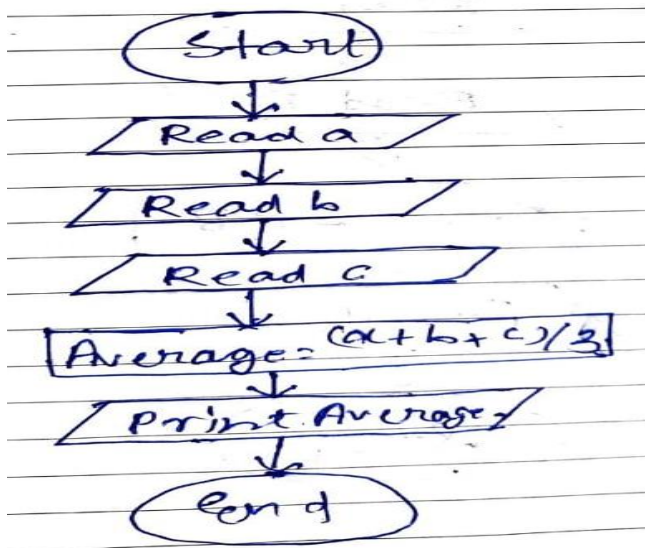 Start
Read a
Read b
Read c
Average = (a + b + c)/3
Print Average
End